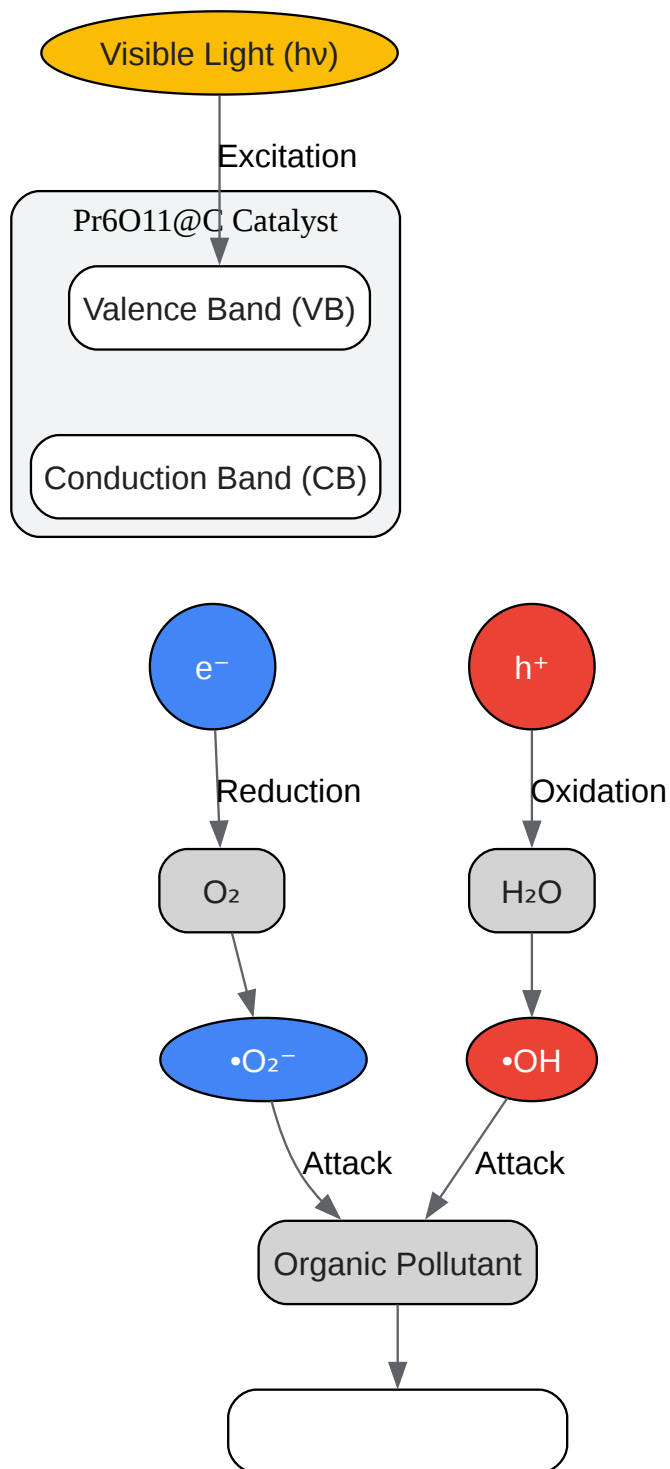 Visible Light (hν)
Excitation
Pr6O11@C Catalyst
Valence Band (VB)
Conduction Band (CB)
e⁻
h⁺
Reduction
Oxidation
O₂
H₂O
•O₂⁻
•OH
Attack
Attack
Organic Pollutant